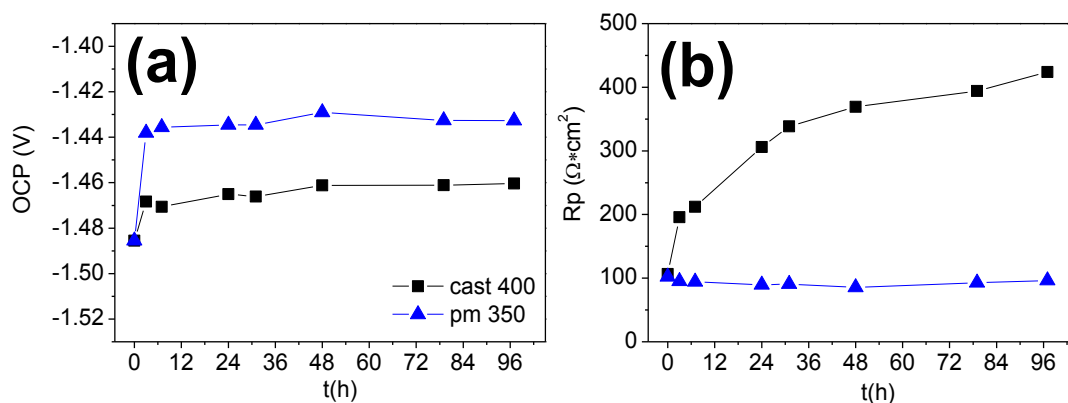 (a)
OCP (V)
-1.40
-1.42
-1.44
-1.46
-1.48
-1.50
-1.52
0 12 24 36 48 60 72 84 96
t(h)
cast 400
pm 350
(b)
Rp (Ω*cm²)
500
400
300
200
100
0
0 12 24 36 48 60 72 84 96
t(h)